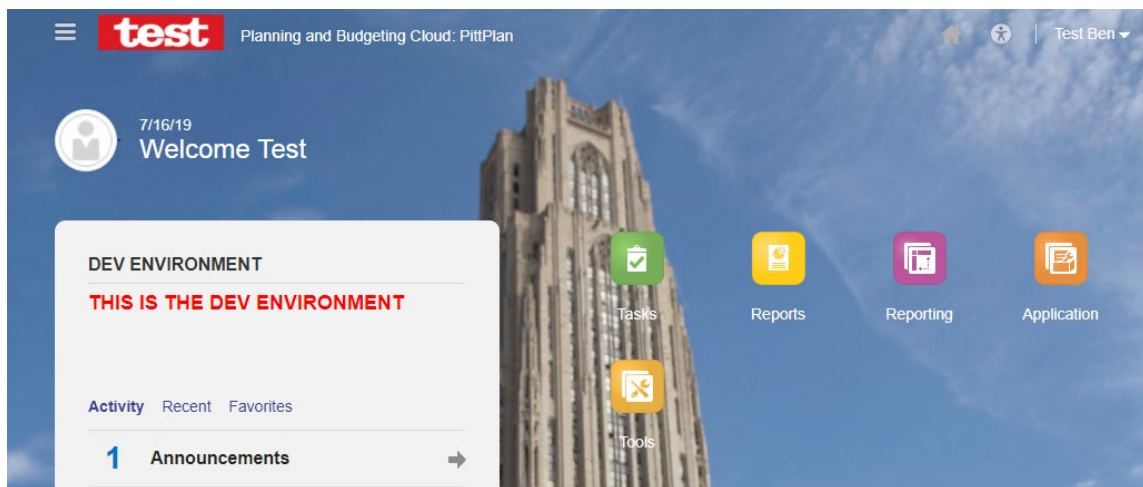 test Planning and Budgeting Cloud: PittPlan Test Ben
7/16/19
Welcome Test
DEV ENVIRONMENT
THIS IS THE DEV ENVIRONMENT
Tasks Reports Reporting Application
Activity Recent Favorites
Tools
1 Announcements